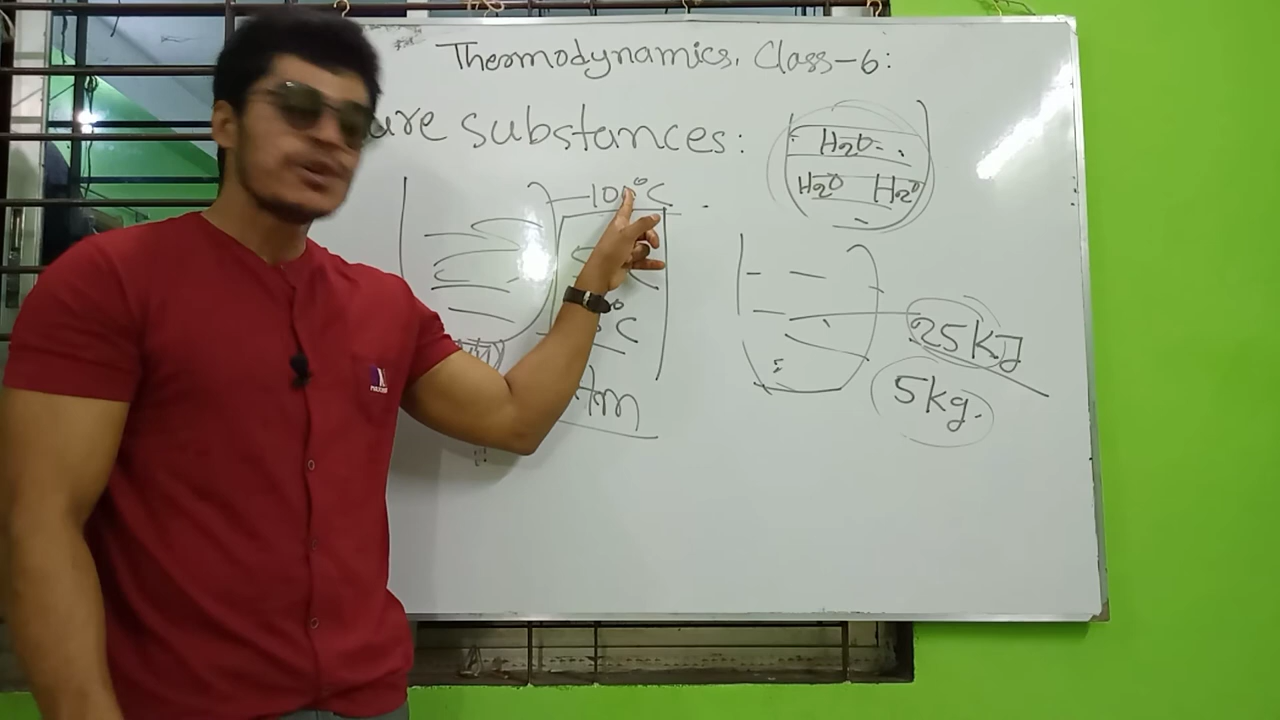 Thermodynamics. Class-6:
ure substances:
H2O
H2O H2O
100°C
°C
25KJ
5kg.